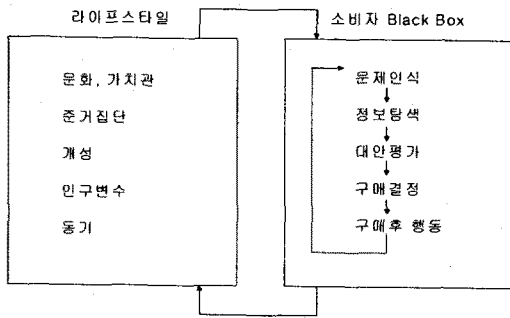 라이프스타일
소비자 Black Box
문화, 가치관
준거집단
개성
인구변수
동기
문제인식
정보탐색
대안평가
구매결정
구매후 행동